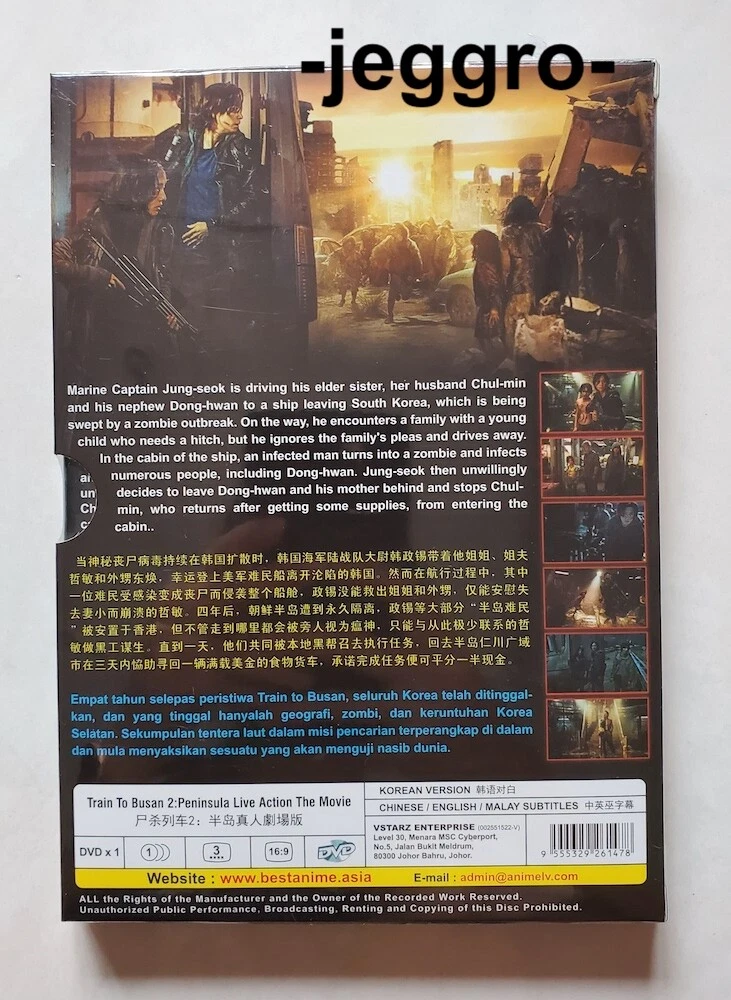 -jeggro-
Marine Captain Jung-seok is driving his elder sister, her husband Chul-min
and his nephew Dong-hwan to a ship leaving South Korea, which is being
swept by a zombie outbreak. On the way, he encounters a family with a young
child who needs a hitch, but he ignores the family's pleas and drives away.
In the cabin of the ship, an infected man turns into a zombie and infects
numerous people, including Dong-hwan. Jung-seok then unwillingly
decides to leave Dong-hwan and his mother behind and stops Chul-
min, who returns after getting some supplies, from entering the
cabin..
当神秘丧尸病毒持续在韩国扩散时，韩国海军陆战队大尉韩政锡带着他姐姐、姐夫
哲敏和外甥东焕，幸运登上美军难民船离开沦陷的韩国。然而在航行过程中，其中
一位难民受感染变成丧尸而侵袭整个船舱，政锡没能救出姐姐和外甥，仅能安慰失
去妻小而崩溃的哲敏。四年后，朝鲜半岛遭到永久隔离，政锡等大部分“半岛难民
”被安置于香港，但不管走到哪里都会被旁人视为瘟神，只能与从此极少联系的哲
敏做黑工谋生。直到一天，他们共同被本地黑帮召去执行任务，回去半岛仁川广域
市在三天内恊助寻回一辆满载美金的食物货车，承诺完成任务便可平分一半现金。
Empat tahun selepas peristiwa Train to Busan, seluruh Korea telah ditinggal-
kan, dan yang tinggal hanyalah geografi, zombi, dan keruntuhan Korea
Selatan. Sekumpulan tentera laut dalam misi pencarian terperangkap di dalam
dan mula menyaksikan sesuatu yang akan menguji nasib dunia.
Train To Busan 2:Peninsula Live Action The Movie
尸杀列车2：半岛真人劇場版
DVD x 1
1
3
16:9
DVD
KOREAN VERSION 韩语对白
CHINESE / ENGLISH / MALAY SUBTITLES 中英巫字幕
VSTARZ ENTERPRISE (002551522-V)
Level 30, Menara MSC Cyberport,
No.5, Jalan Bukit Meldrum,
80300 Johor Bahru, Johor.
9 555329 261478
Website : www.bestanime.asia
E-mail : admin@animelv.com
ALL the Rights of the Manufacturer and the Owner of the Recorded Work Reserved.
Unauthorized Public Performance, Broadcasting, Renting and Copying of this Disc Prohibited.